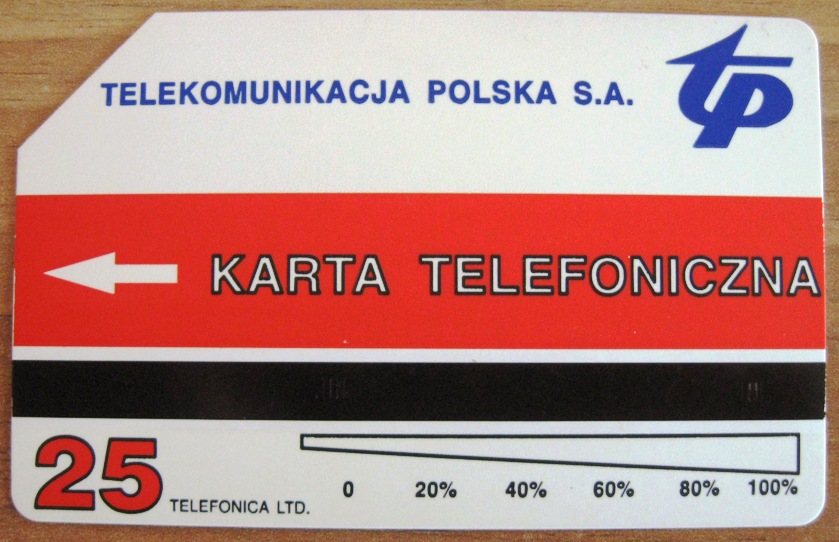 TELEKOMUNIKACJA POLSKA S.A.
tp
KARTA TELEFONICZNA
25 TELEFONICA LTD.
0 20% 40% 60% 80% 100%